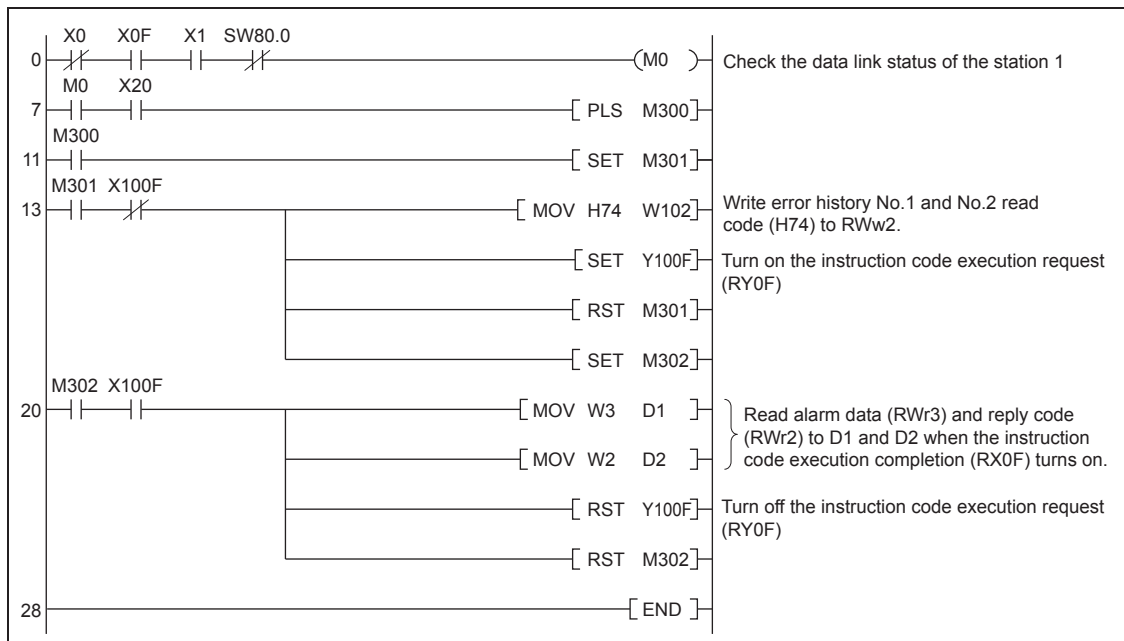 X0 X0F X1 SW80.0
0 (M0 ) Check the data link status of the station 1
M0 X20
7 [ PLS M300]
M300
11 [ SET M301]
M301 X100F
13 [ MOV H74 W102] Write error history No.1 and No.2 read
code (H74) to RWw2.
[ SET Y100F] Turn on the instruction code execution request
(RY0F)
[ RST M301]
[ SET M302]
M302 X100F
20 [ MOV W3 D1 ] Read alarm data (RWr3) and reply code
(RWr2) to D1 and D2 when the instruction
[ MOV W2 D2 ] code execution completion (RX0F) turns on.
[ RST Y100F] Turn off the instruction code execution request
(RY0F)
[ RST M302]
28 [ END ]